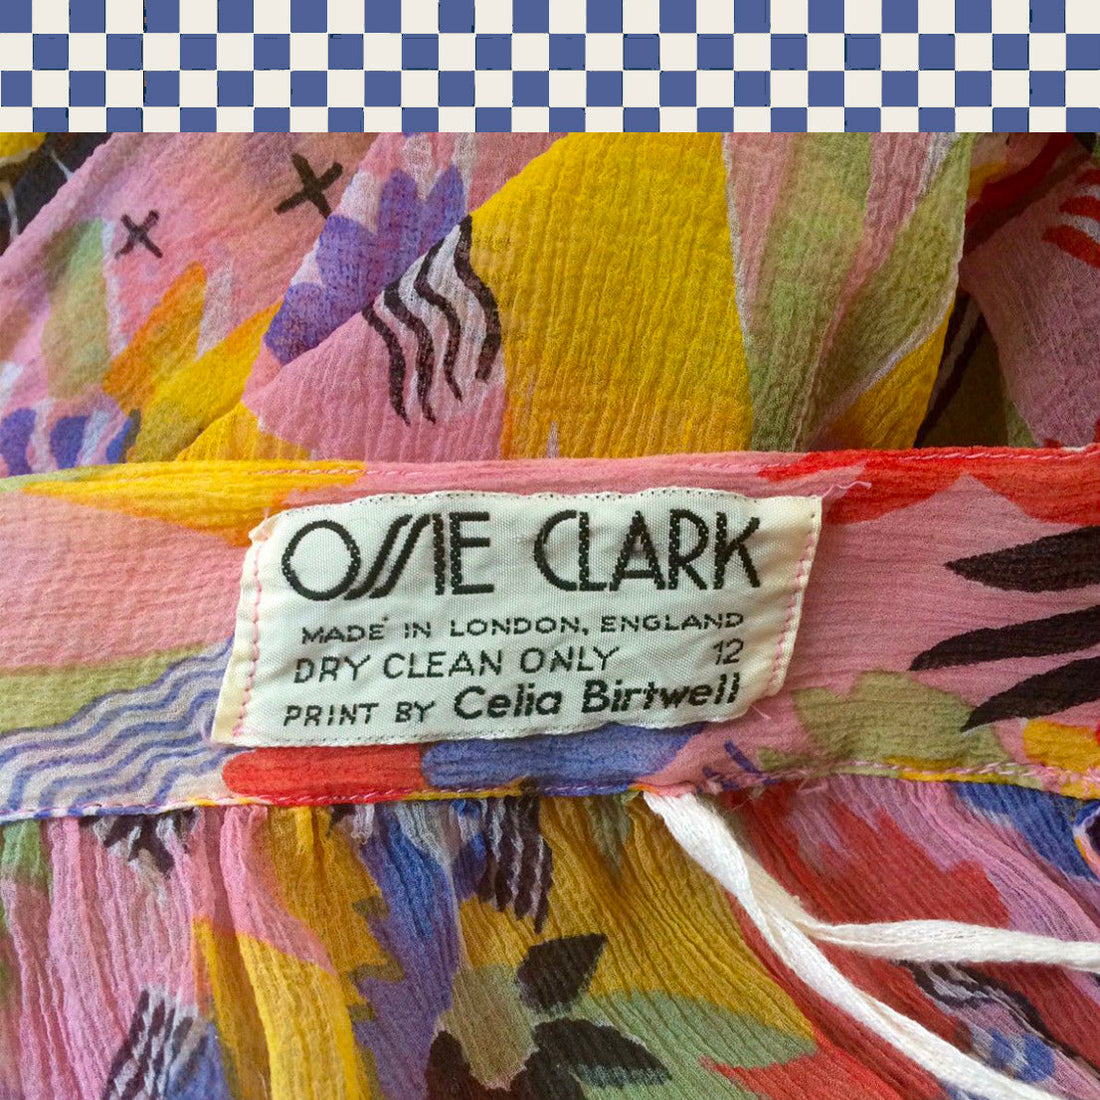 OSSIE CLARK
MADE IN LONDON, ENGLAND
DRY CLEAN ONLY 12
PRINT BY Celia Birtwell